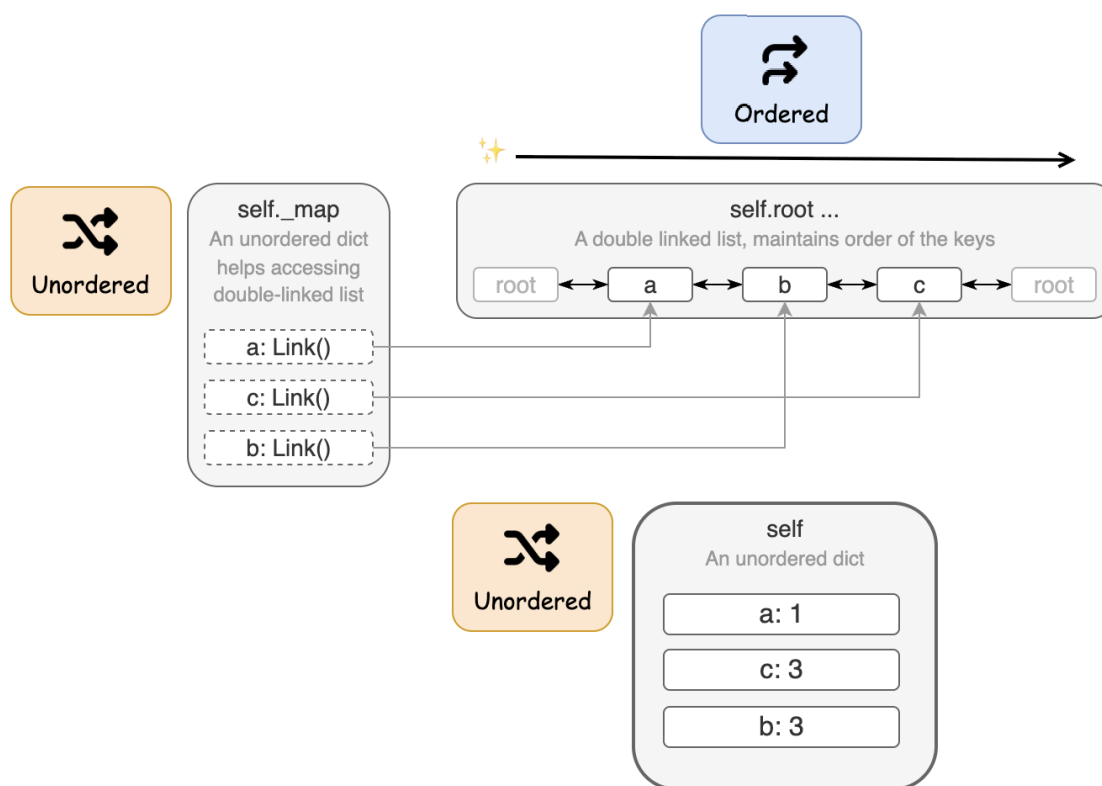 Ordered
Unordered
self._map
An unordered dict
helps accessing
double-linked list
a: Link()
c: Link()
b: Link()
self.root ...
A double linked list, maintains order of the keys
root
a
b
c
root
Unordered
self
An unordered dict
a: 1
c: 3
b: 3